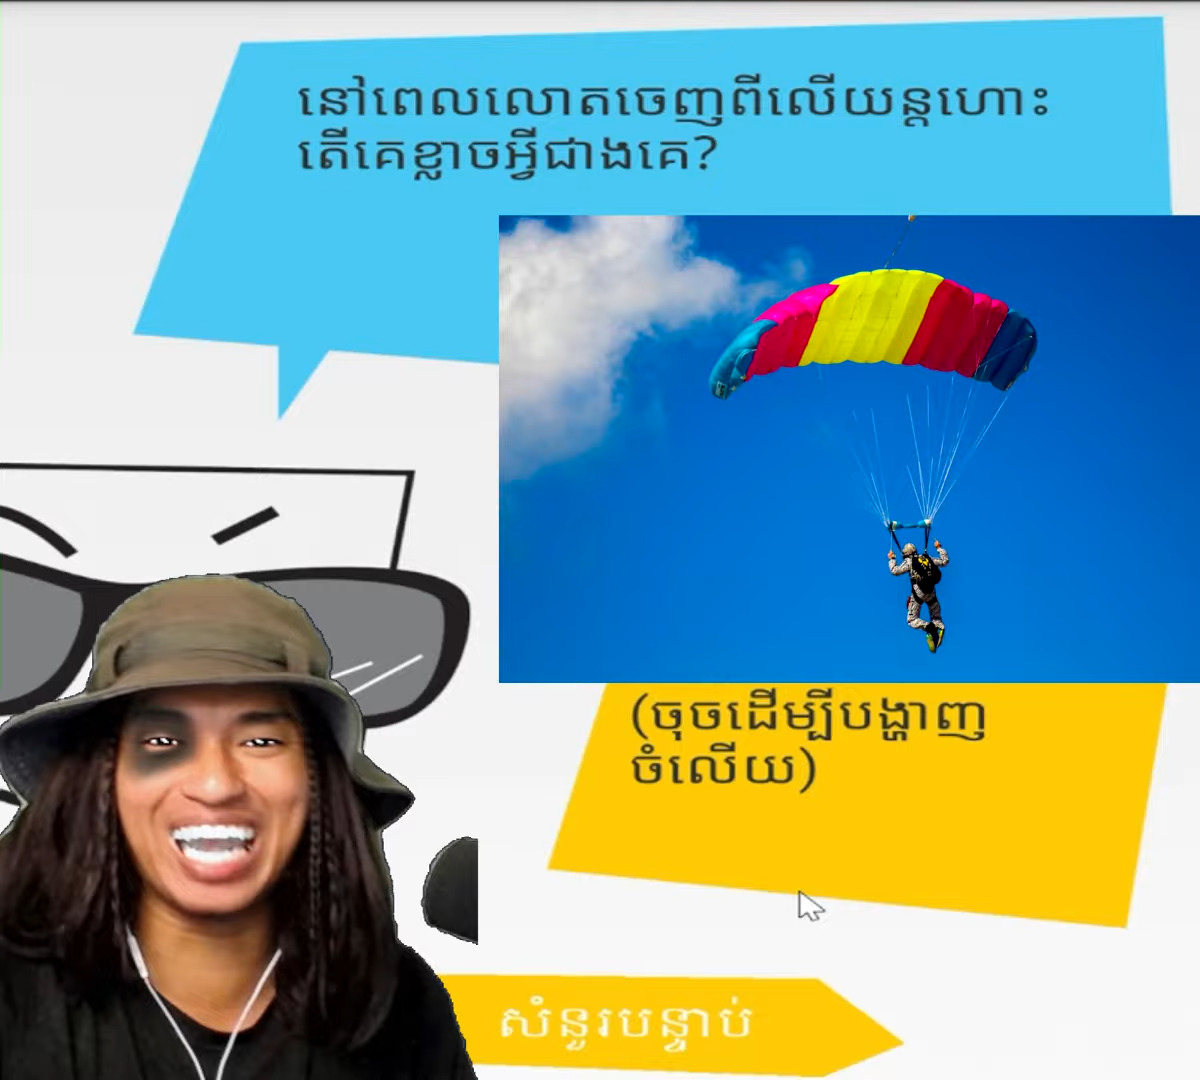 នៅពេលលោតចេញពីលើយន្តហោះ
តើគេខ្លាចអ្វីជាងគេ?
(ចុចដើម្បីបង្ហាញ
ចំលើយ)
សំនួរបន្ទាប់